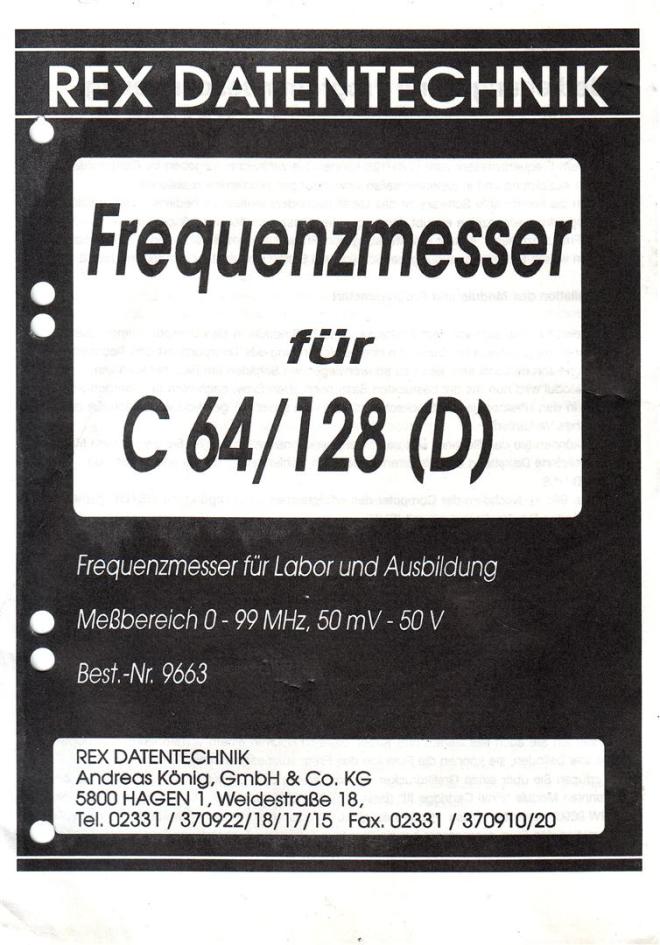 REX DATENTECHNIK
Frequenzmesser
für
C 64/128 (D)
Frequenzmesser für Labor und Ausbildung
Meßbereich 0 - 99 MHz, 50 mV - 50 V
Best.-Nr. 9663
REX DATENTECHNIK
Andreas König, GmbH & Co. KG
5800 HAGEN 1, Weidestraße 18,
Tel. 02331 / 370922/18/17/15 Fax. 02331 / 370910/20